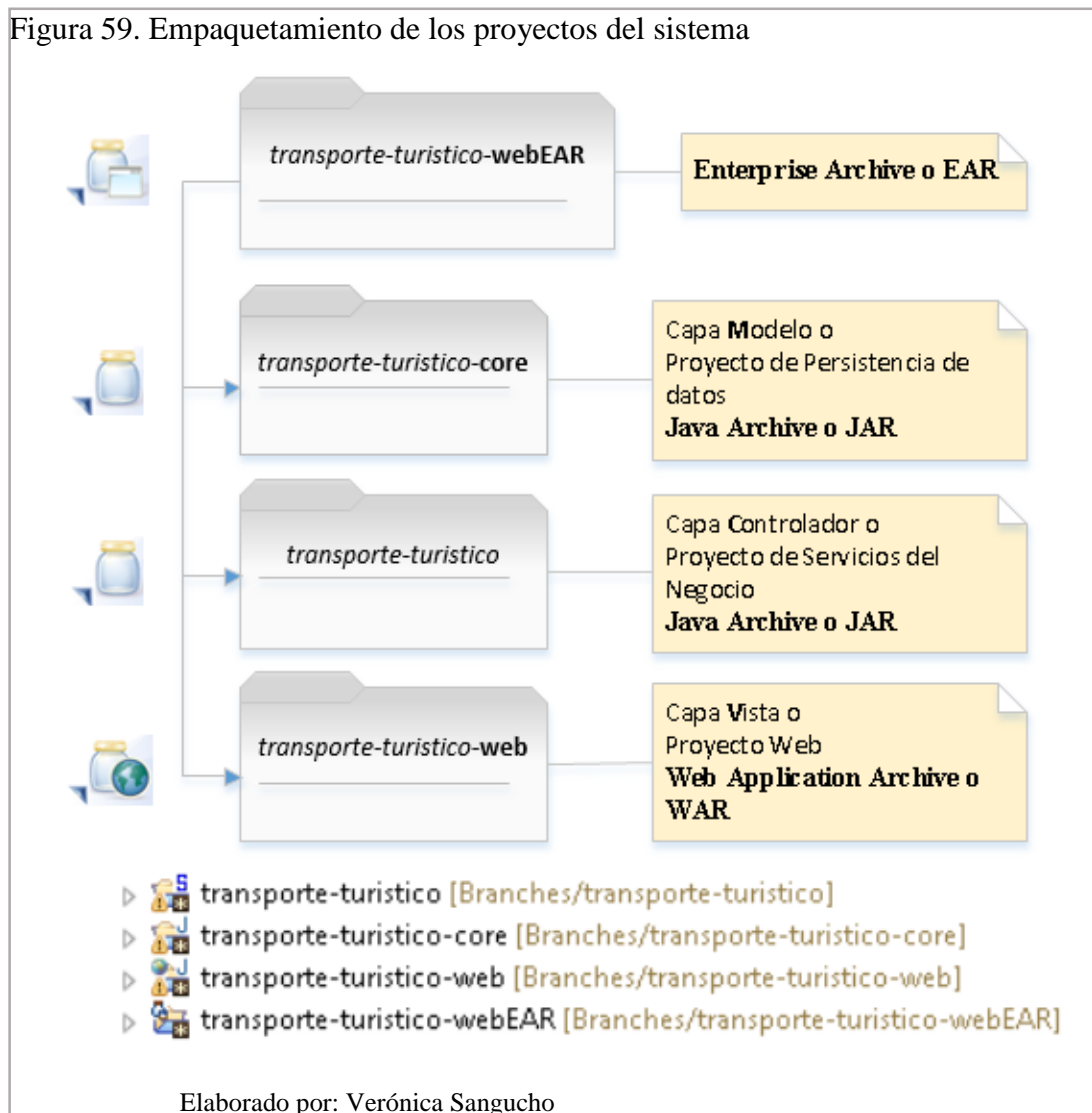 Figura 59. Empaquetamiento de los proyectos del sistema
transporte-turistico-webEAR
Enterprise Archive o EAR
transporte-turistico-core
Capa Modelo o
Proyecto de Persistencia de
datos
Java Archive o JAR
transporte-turistico
Capa Controlador o
Proyecto de Servicios del
Negocio
Java Archive o JAR
transporte-turistico-web
Capa Vista o
Proyecto Web
Web Application Archive o
WAR
transporte-turistico [Branches/transporte-turistico]
transporte-turistico-core [Branches/transporte-turistico-core]
transporte-turistico-web [Branches/transporte-turistico-web]
transporte-turistico-webEAR [Branches/transporte-turistico-webEAR]
Elaborado por: Verónica Sangucho